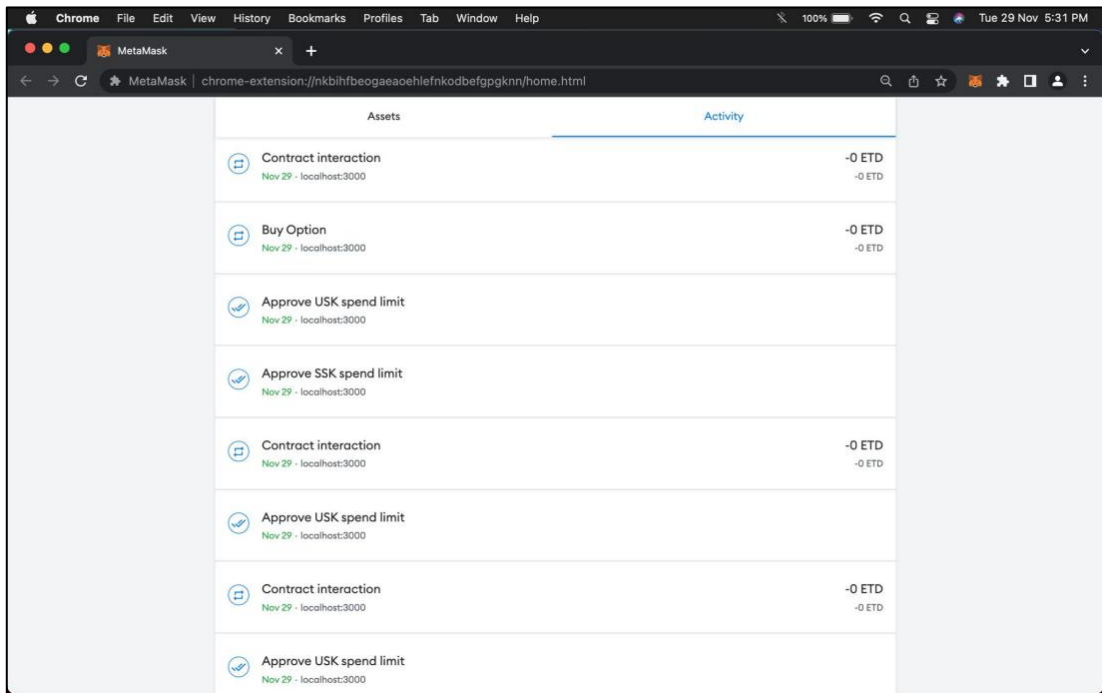 Chrome File Edit View History Bookmarks Profiles Tab Window Help 100% Tue 29 Nov 5:31 PM
MetaMask
MetaMask | chrome-extension://nkbihfbeogaeaoehlefnkodbefgpgknn/home.html
Assets Activity
Contract interaction -0 ETD
Nov 29 - localhost:3000 -0 ETD
Buy Option -0 ETD
Nov 29 - localhost:3000 -0 ETD
Approve USK spend limit
Nov 29 - localhost:3000
Approve SSK spend limit
Nov 29 - localhost:3000
Contract interaction -0 ETD
Nov 29 - localhost:3000 -0 ETD
Approve USK spend limit
Nov 29 - localhost:3000
Contract interaction -0 ETD
Nov 29 - localhost:3000 -0 ETD
Approve USK spend limit
Nov 29 - localhost:3000